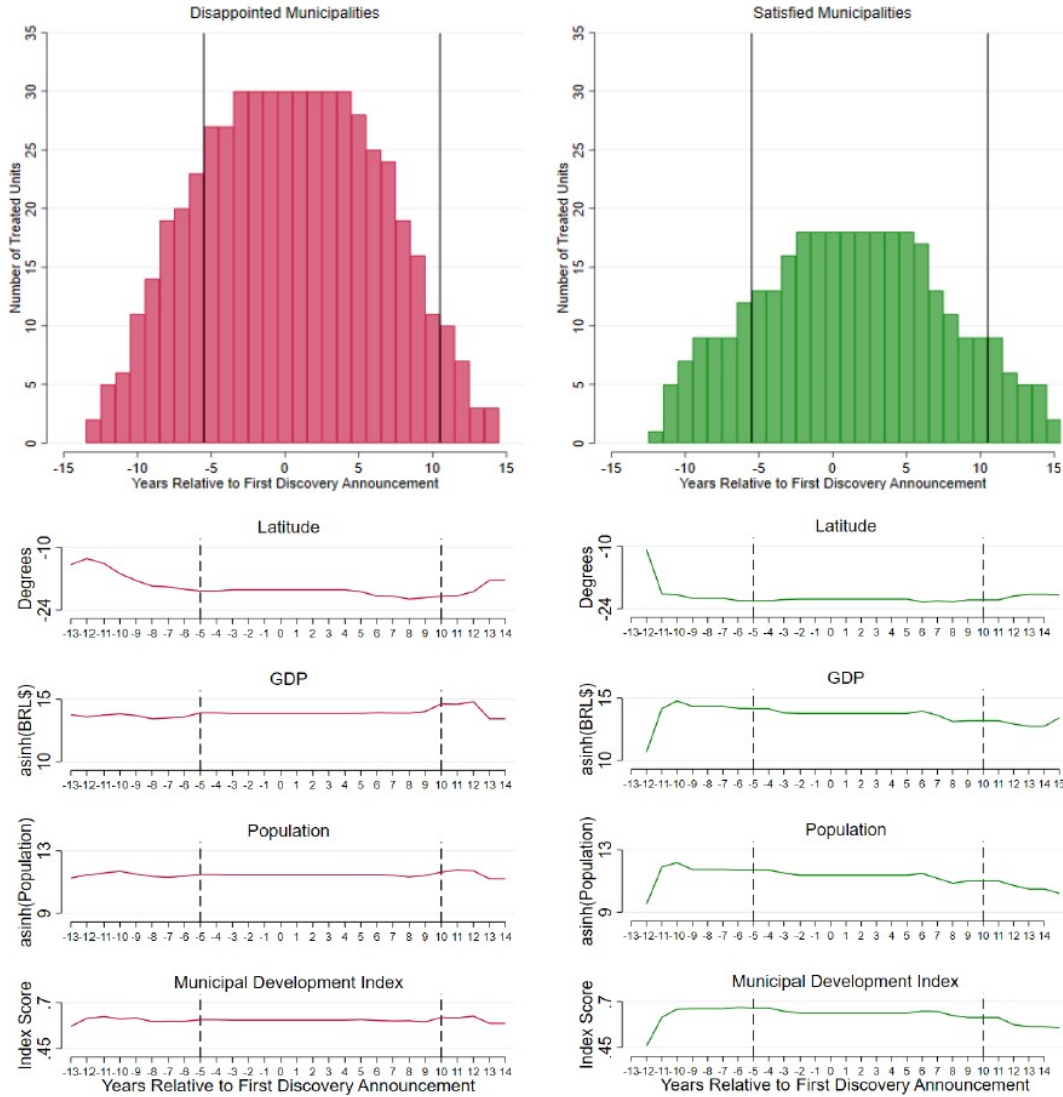 Disappointed Municipalities
Number of Treated Units
35
30
25
20
15
10
5
0
-15 -10 -5 0 5 10 15
Years Relative to First Discovery Announcement
Satisfied Municipalities
Number of Treated Units
35
30
25
20
15
10
5
0
-15 -10 -5 0 5 10 15
Years Relative to First Discovery Announcement
Latitude
Degrees
-10
-24
-13-12-11-10 -9 -8 -7 -6 -5 -4 -3 -2 -1 0 1 2 3 4 5 6 7 8 9 10 11 12 13 14
GDP
asinh(BRL$)
15
10
-13-12-11-10 -9 -8 -7 -6 -5 -4 -3 -2 -1 0 1 2 3 4 5 6 7 8 9 10 11 12 13 14
Population
asinh(Population)
13
9
-13-12-11-10 -9 -8 -7 -6 -5 -4 -3 -2 -1 0 1 2 3 4 5 6 7 8 9 10 11 12 13 14
Municipal Development Index
Index Score
.7
.45
-13-12-11-10 -9 -8 -7 -6 -5 -4 -3 -2 -1 0 1 2 3 4 5 6 7 8 9 10 11 12 13 14
Years Relative to First Discovery Announcement
Latitude
Degrees
-10
-24
-13-12-11-10 -9 -8 -7 -6 -5 -4 -3 -2 -1 0 1 2 3 4 5 6 7 8 9 10 11 12 13 14
GDP
asinh(BRL$)
15
10
-13-12-11-10 -9 -8 -7 -6 -5 -4 -3 -2 -1 0 1 2 3 4 5 6 7 8 9 10 11 12 13 14 15
Population
asinh(Population)
13
9
-13-12-11-10 -9 -8 -7 -6 -5 -4 -3 -2 -1 0 1 2 3 4 5 6 7 8 9 10 11 12 13 14
Municipal Development Index
Index Score
.7
.45
-13-12-11-10 -9 -8 -7 -6 -5 -4 -3 -2 -1 0 1 2 3 4 5 6 7 8 9 10 11 12 13 14
Years Relative to First Discovery Announcement